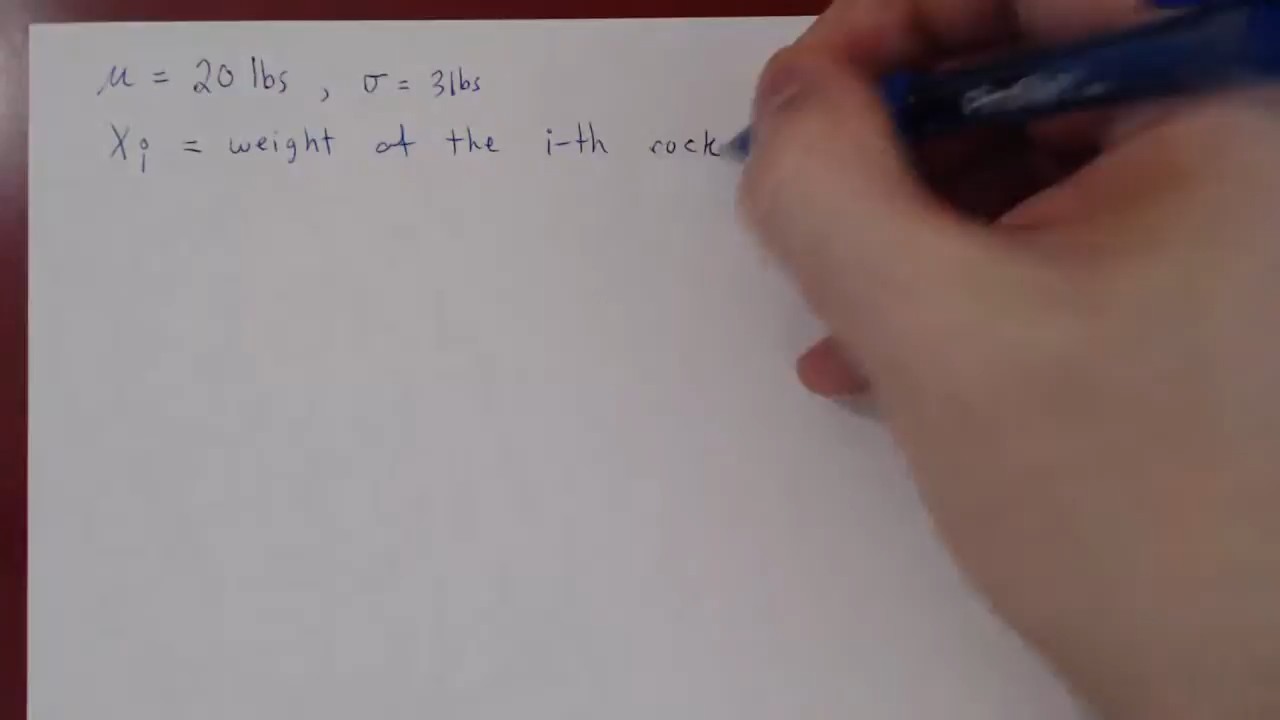 μ = 20 lbs , σ = 3lbs
Xi = weight of the i-th rock